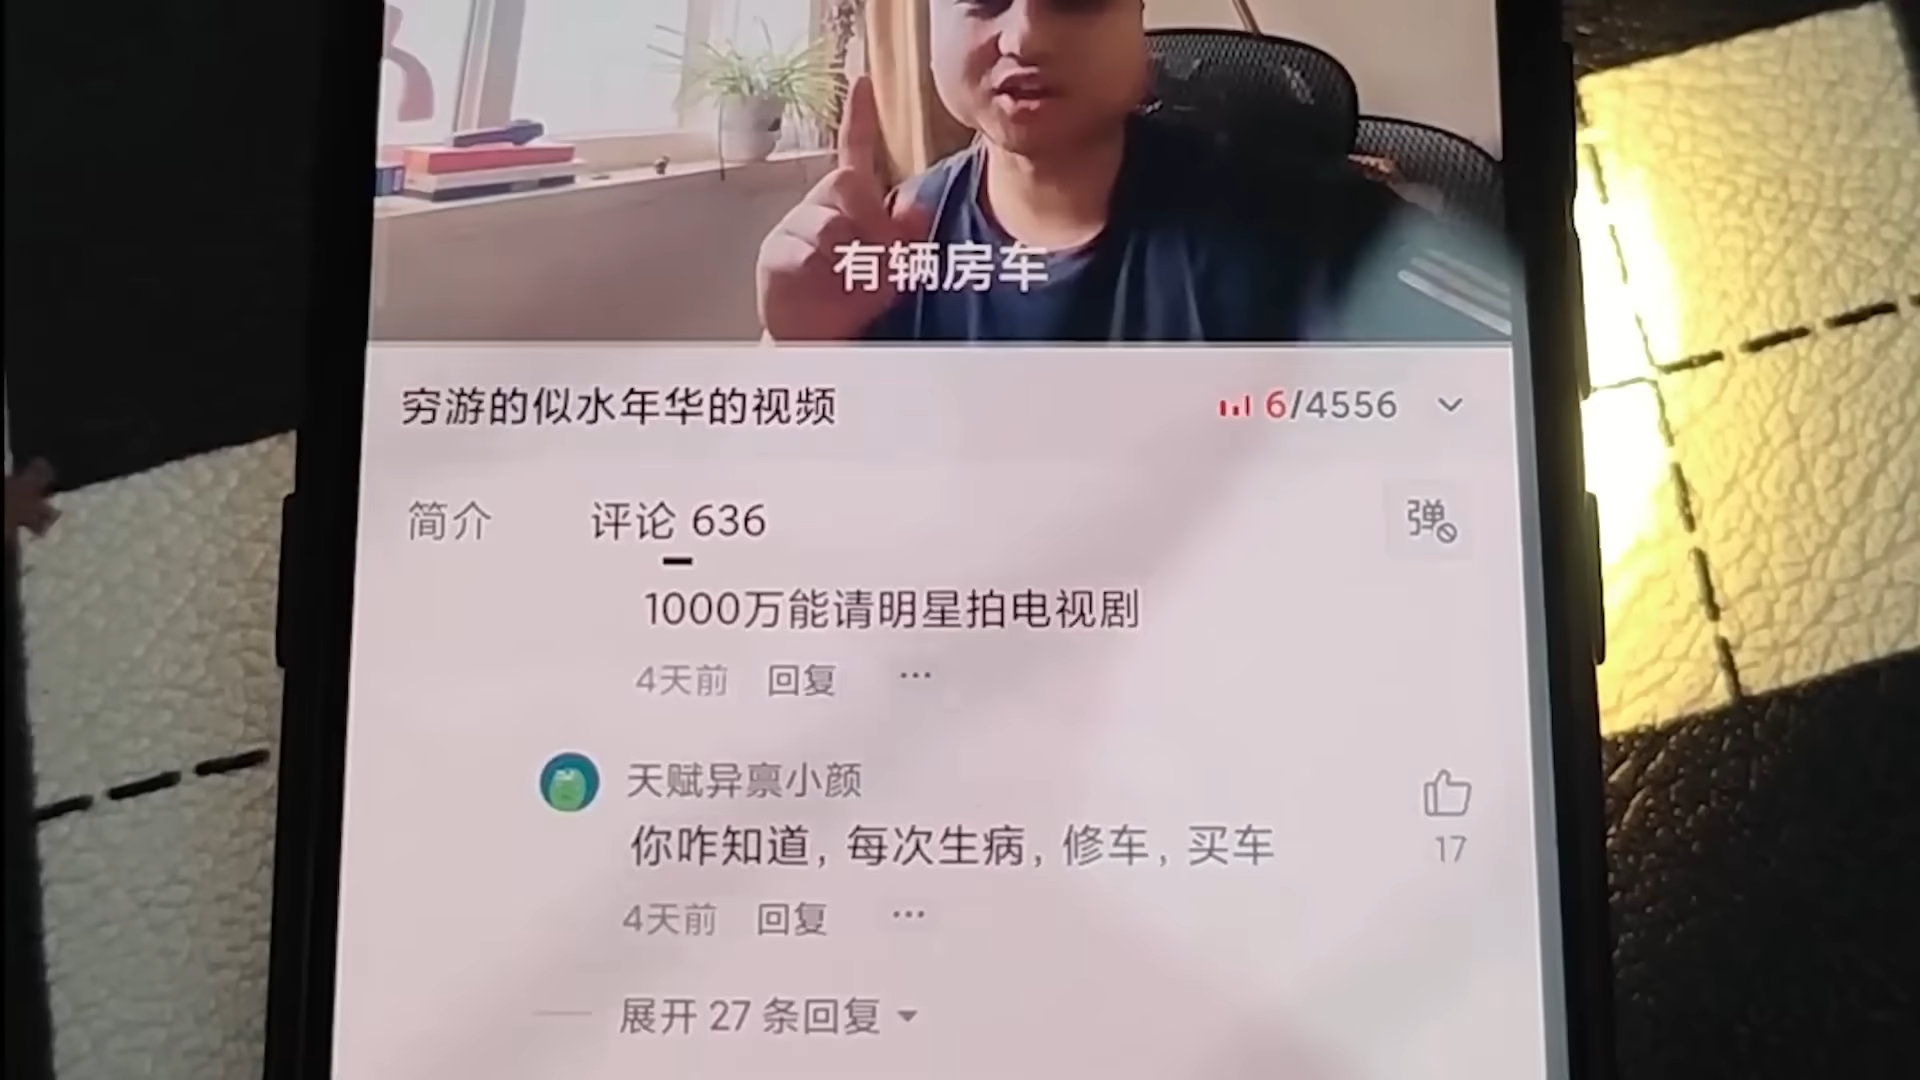 有辆房车
穷游的似水年华的视频 6/4556
简介 评论 636 弹
1000万能请明星拍电视剧
4天前 回复 ···
天赋异禀小颜
你咋知道，每次生病，修车，买车
17
4天前 回复 ···
展开 27 条回复